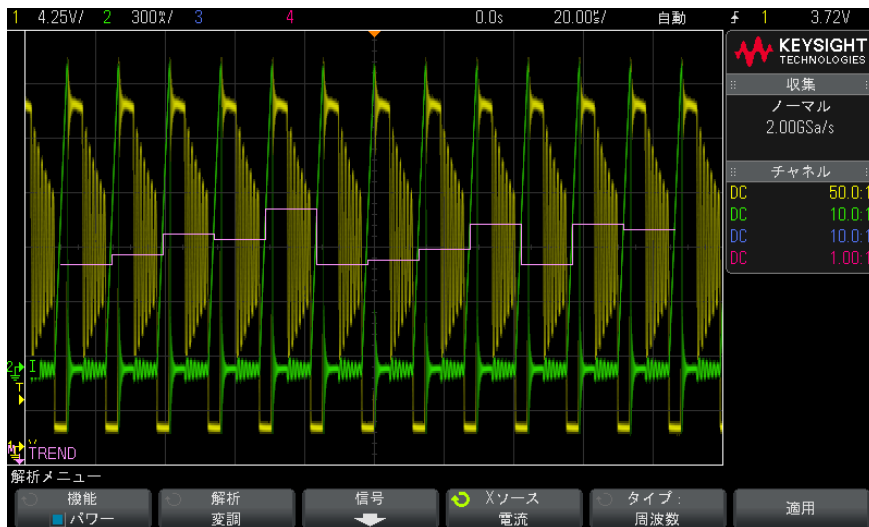 1 4.25V/ 2 300㎷/ 3 4 0.0s 20.00㎲/ 自動 1 3.72V
KEYSIGHT
TECHNOLOGIES
収集
ノーマル
2.00GSa/s
チャネル
DC 50.0:1
DC 10.0:1
DC 10.0:1
DC 1.00:1
2
I
T
TREND
解析メニュー
機能
パワー
解析
変調
信号
Xソース
電流
タイプ :
周波数
適用